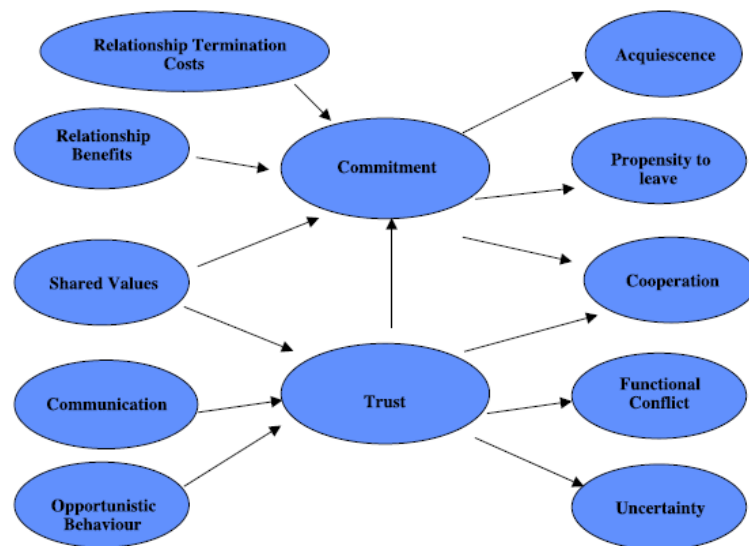 Relationship Termination
Costs
Acquiescence
Relationship
Benefits
Commitment
Propensity to
leave
Shared Values
Cooperation
Communication
Trust
Functional
Conflict
Opportunistic
Behaviour
Uncertainty